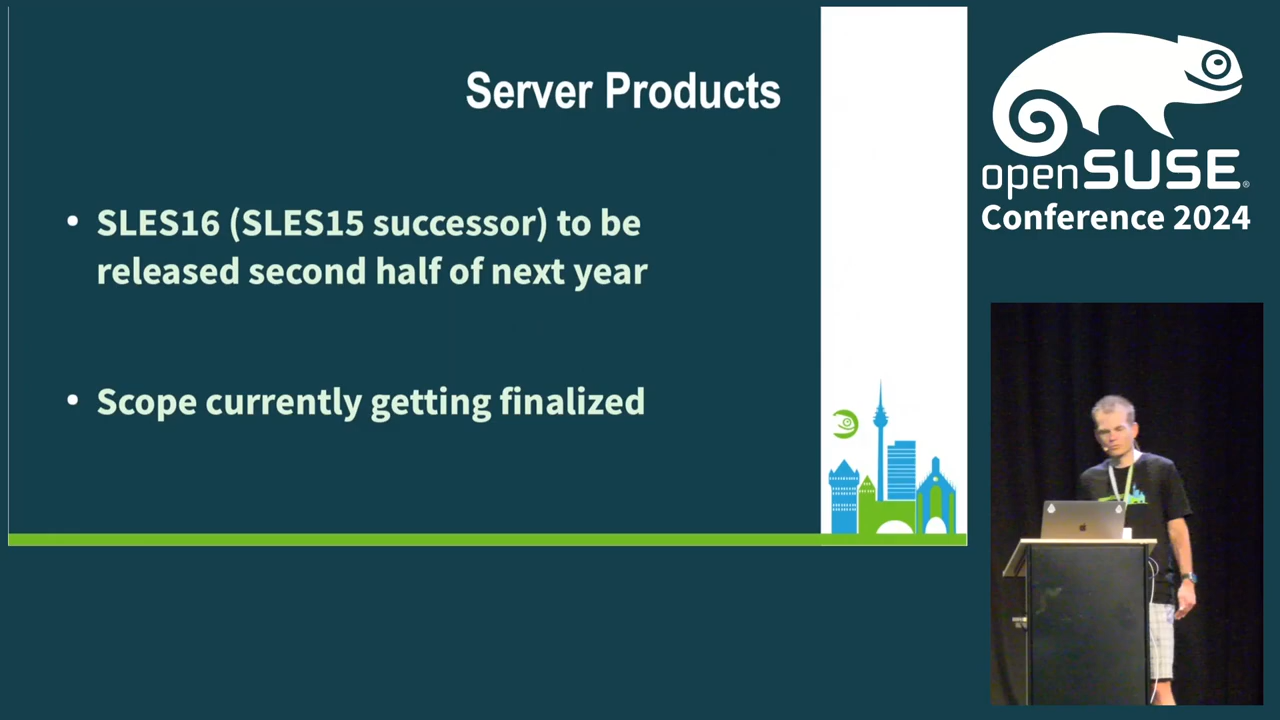 Server Products
• SLES16 (SLES15 successor) to be
released second half of next year
• Scope currently getting finalized
openSUSE®
Conference 2024